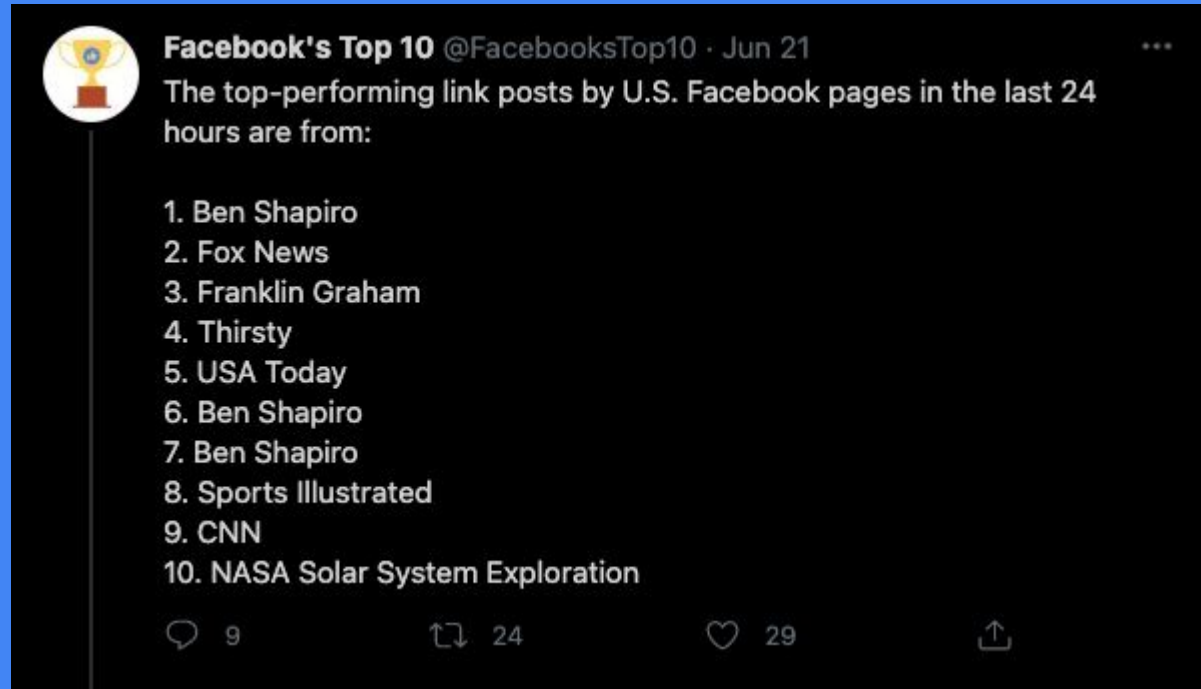 Facebook's Top 10 @FacebooksTop10 · Jun 21
The top-performing link posts by U.S. Facebook pages in the last 24
hours are from:
1. Ben Shapiro
2. Fox News
3. Franklin Graham
4. Thirsty
5. USA Today
6. Ben Shapiro
7. Ben Shapiro
8. Sports Illustrated
9. CNN
10. NASA Solar System Exploration
9 24 29